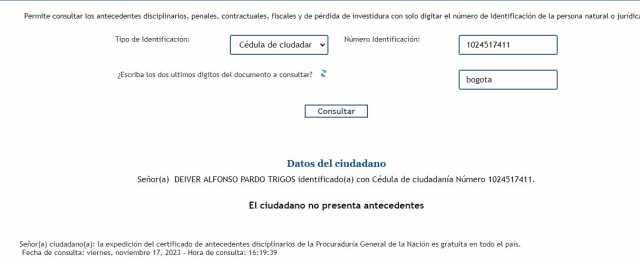 Permite consultar los antecedentes disciplinarios, penales, contractuales, fiscales y de pérdida de investidura con solo digitar el número de identificación de la persona natural o jurídica
Tipo de Identificación: Cédula de ciudadar Número Identificación: 1024517411
¿Escriba los dos ultimos digitos del documento a consultar? bogota
Consultar
Datos del ciudadano
Señor(a) DEIVER ALFONSO PARDO TRIGOS identificado(a) con Cédula de ciudadanía Número 1024517411.
El ciudadano no presenta antecedentes
Señor(a) ciudadano(a): la expedición del certificado de antecedentes disciplinarios de la Procuraduría General de la Nación es gratuita en todo el país.
Fecha de consulta: viernes, noviembre 17, 2023 - Hora de consulta: 16:19:39